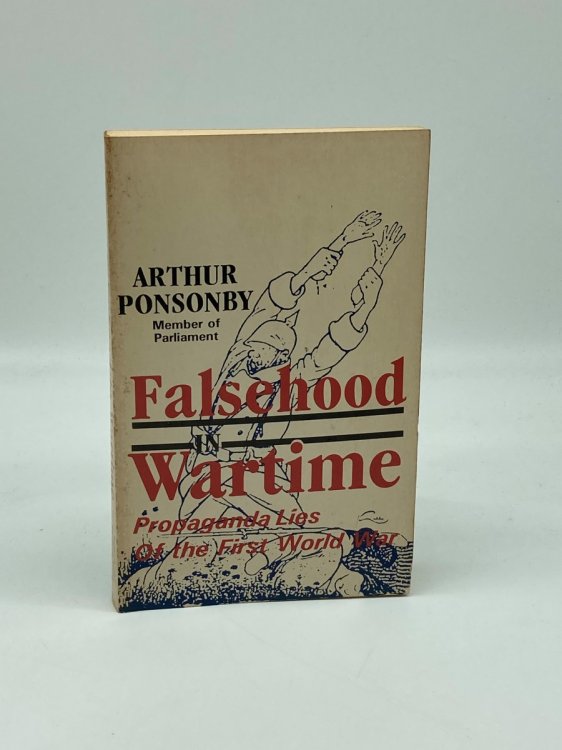 ARTHUR
PONSONBY
Member of
Parliament
Falsehood
IN
Wartime
Propaganda Lies
Of the First World War